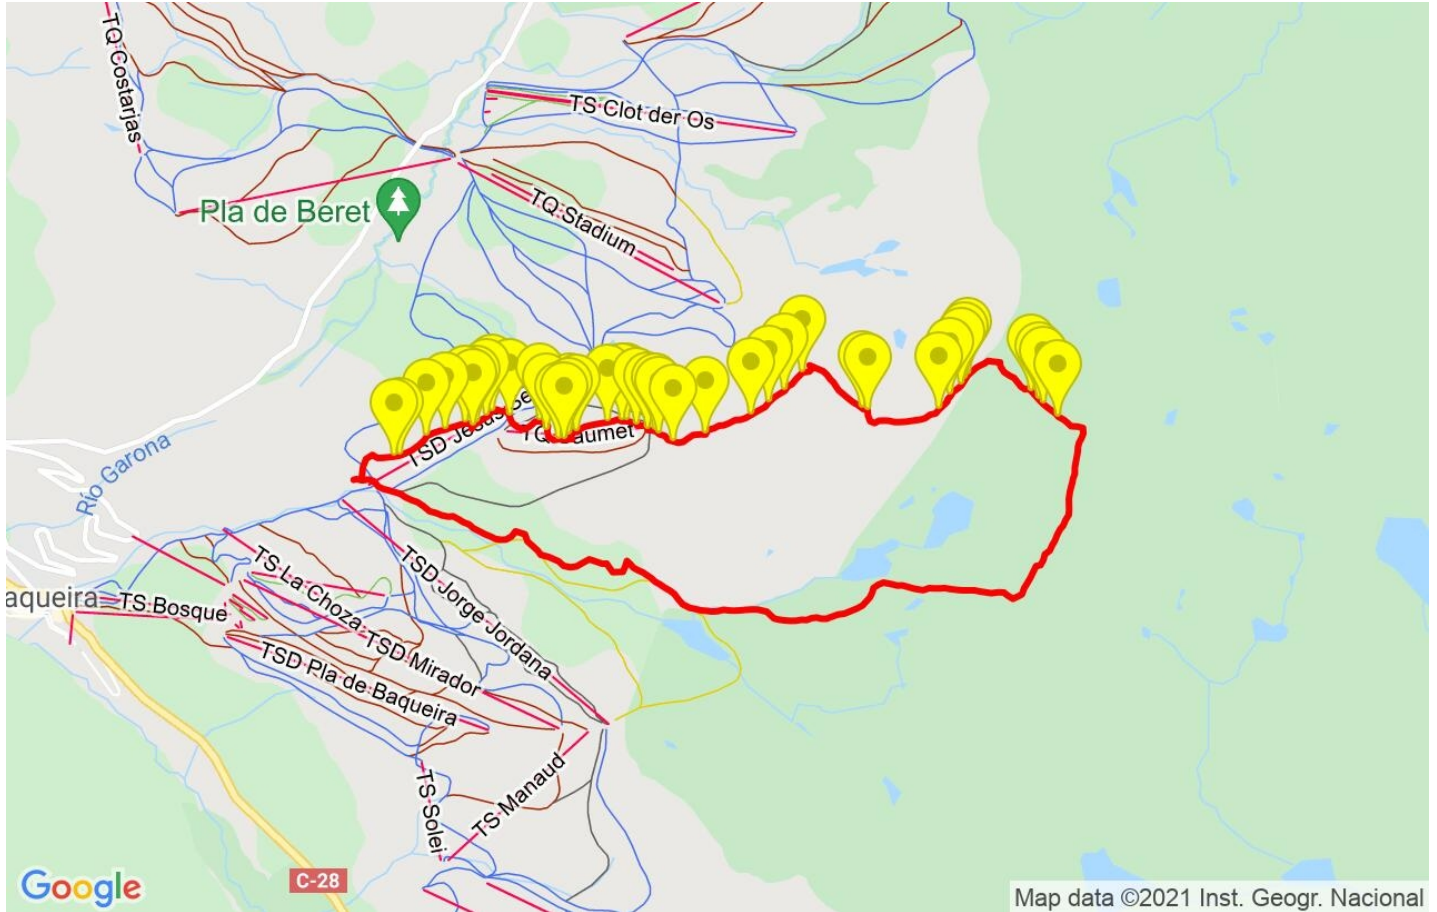 TQ Costarjas
TS Clot der Os
Pla de Beret
TQ Stadium
TSD Jesús Se
TQ
aumet
Río Garona
TS La Choza
TSD Jorge Jordana
aqueira
TS Bosque
TSD Mirador
TSD Pla de Baqueira
TS Manaud
TS Solei
C-28
Google
Map data ©2021 Inst. Geogr. Nacional